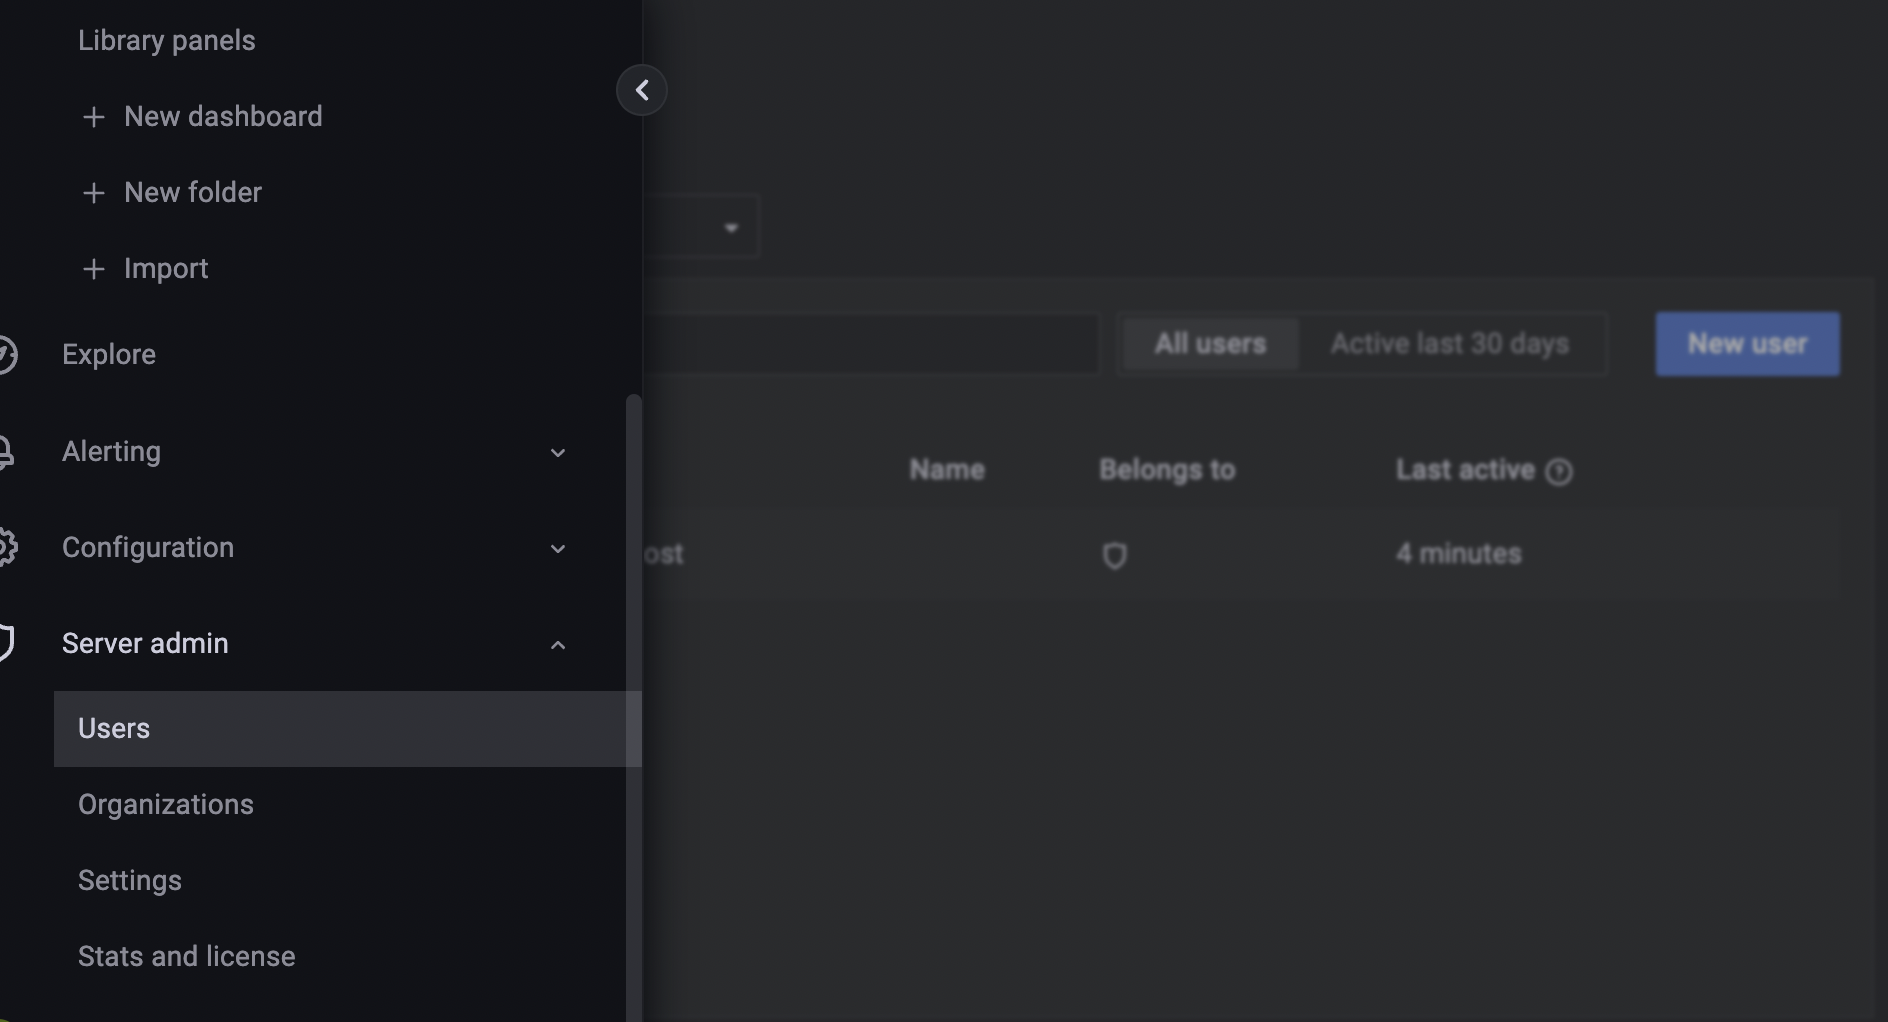 Library panels
New dashboard
New folder
Import
Explore
Alerting
Configuration
Server admin
Users
Organizations
Settings
Stats and license
All users
Active last 30 days
New user
Name
Belongs to
Last active
ost
4 minutes